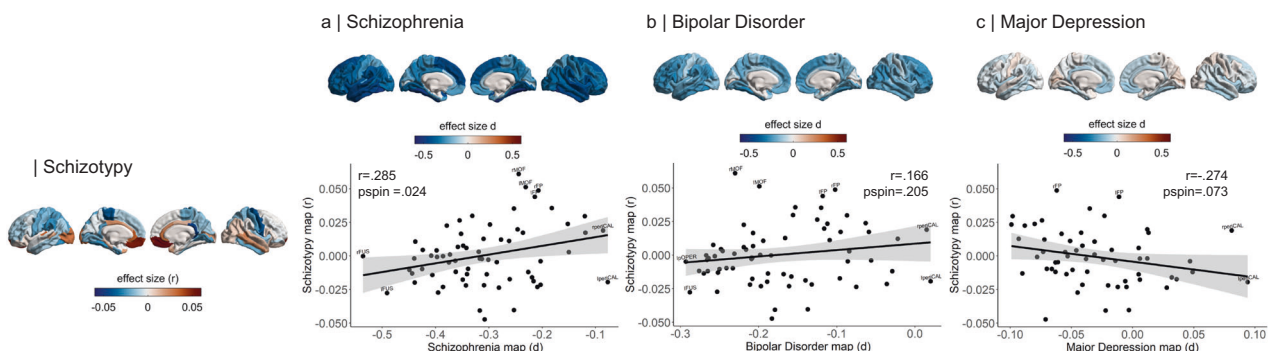 | Schizotypy
effect size (r)
-0.05 0 0.05
a | Schizophrenia
effect size d
-0.5 0 0.5
r=.285
pspin =.024
rMOF
lMOF
rFP
lFP
rFUS
lFUS
rperiCAL
lperiCAL
Schizotypy map (r)
0.050
0.025
0.000
-0.025
-0.050
-0.5 -0.4 -0.3 -0.2 -0.1
Schizophrenia map (d)
b | Bipolar Disorder
effect size d
-0.5 0 0.5
r=.166
pspin=.205
rMOF
lMOF
rFP
lFP
lFUS
rperiCAL
lperiCAL
Schizotypy map (r)
0.050
0.025
0.000
-0.025
-0.050
-0.3 -0.2 -0.1 0.0
Bipolar Disorder map (d)
c | Major Depression
effect size d
-0.5 0 0.5
r=-.274
pspin=.073
rMOF
lFP
rperiCAL
lperiCAL
Schizotypy map (r)
0.050
0.025
0.000
-0.025
-0.050
-0.10 -0.05 0.00 0.05 0.10
Major Depression map (d)